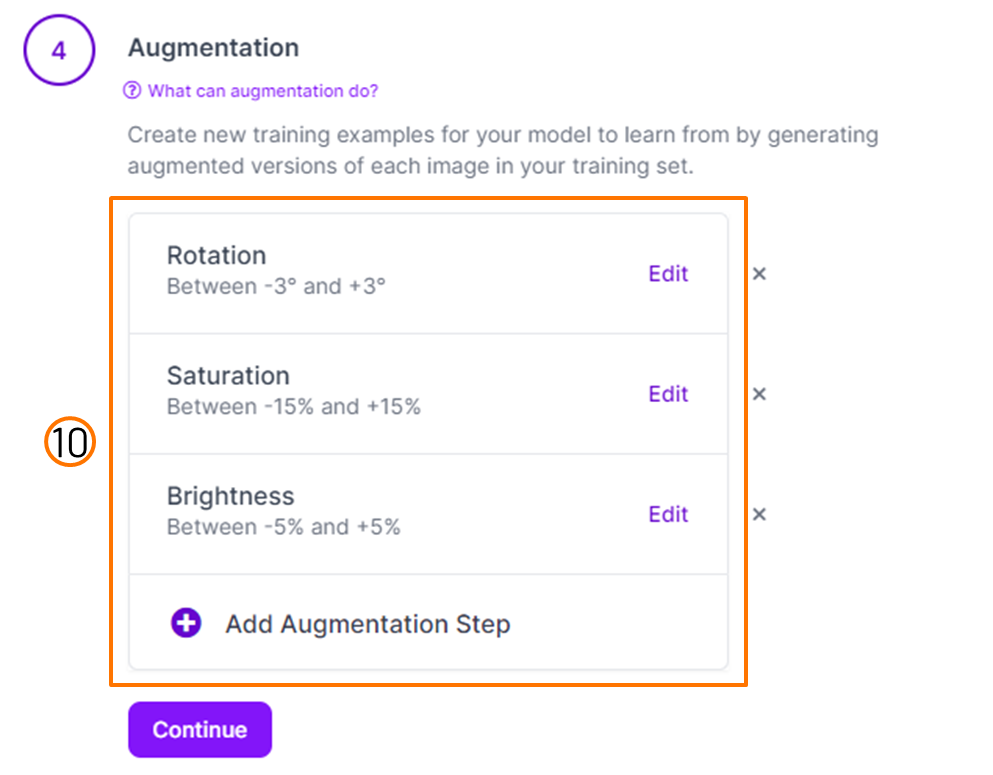 4
Augmentation
? What can augmentation do?
Create new training examples for your model to learn from by generating
augmented versions of each image in your training set.
Rotation
Between -3° and +3°
Edit
×
Saturation
Between -15% and +15%
Edit
×
10
Brightness
Between -5% and +5%
Edit
×
Add Augmentation Step
Continue